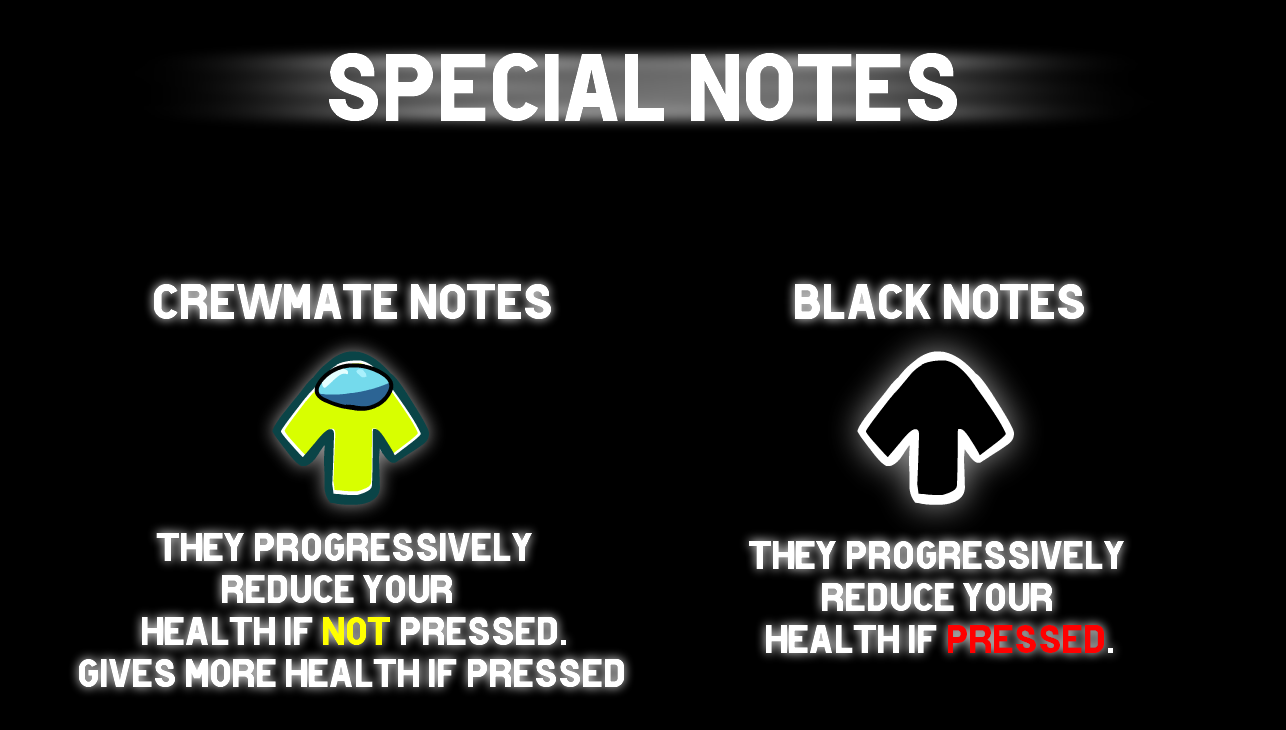 SPECIAL NOTES
CREWMATE NOTES
THEY PROGRESSIVELY
REDUCE YOUR
HEALTH IF NOT PRESSED.
GIVES MORE HEALTH IF PRESSED
BLACK NOTES
THEY PROGRESSIVELY
REDUCE YOUR
HEALTH IF PRESSED.